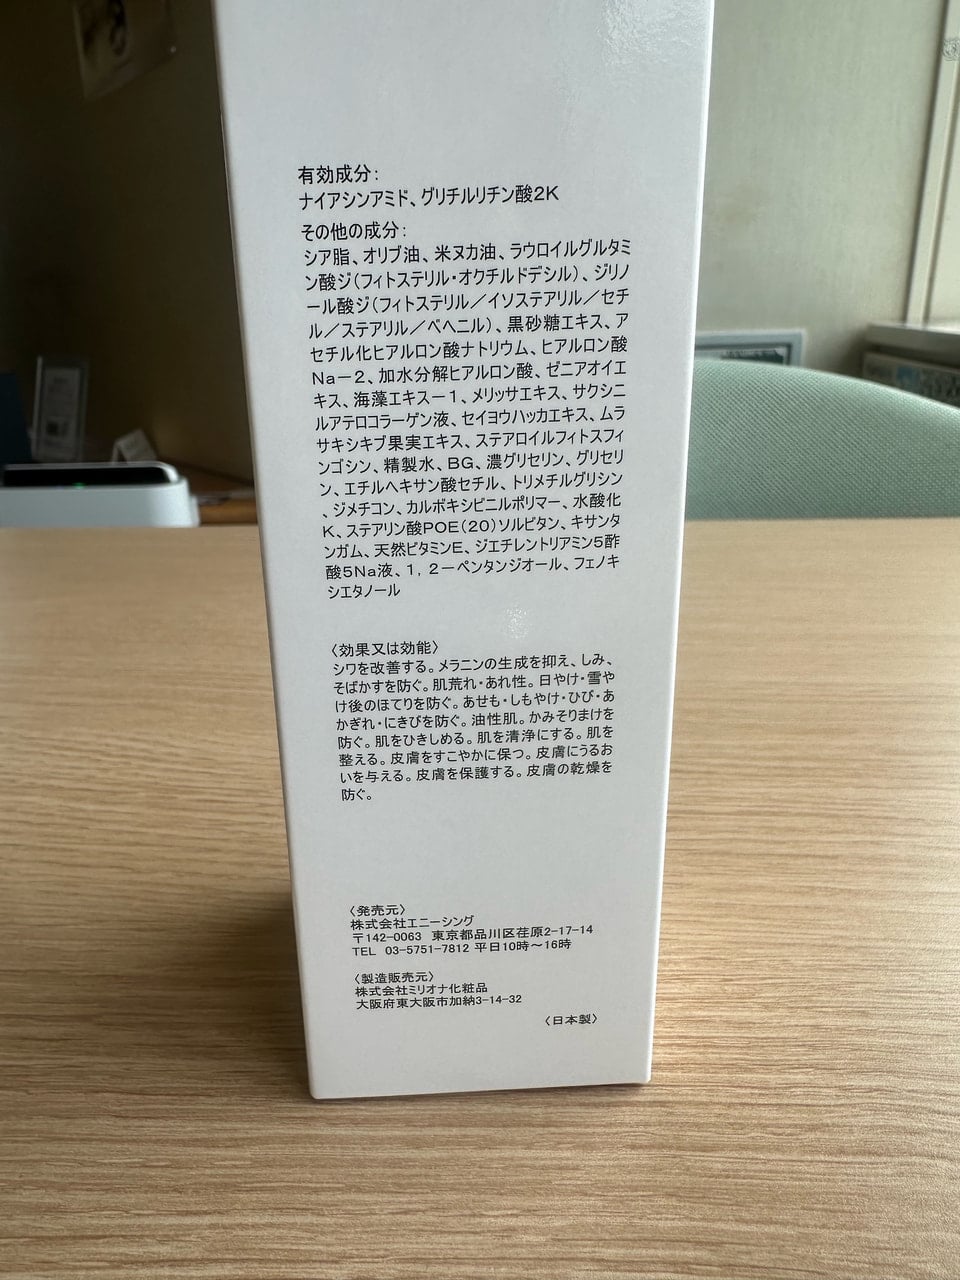 有効成分:
ナイアシンアミド、グリチルリチン酸2K
その他の成分:
シア脂、オリブ油、米ヌカ油、ラウロイルグルタミ
ン酸ジ(フィトステリル・オクチルドデシル)、ジリノ
ール酸ジ(フィトステリル/イソステアリル/セチ
ル/ステアリル/ベヘニル)、黒砂糖エキス、ア
セチル化ヒアルロン酸ナトリウム、ヒアルロン酸
Na-2、加水分解ヒアルロン酸、ゼニアオイエ
キス、海藻エキス-1、メリッサエキス、サクシニ
ルアテロコラーゲン液、セイヨウハッカエキス、ムラ
サキシキブ果実エキス、ステアロイルフィトスフィ
ンゴシン、精製水、BG、濃グリセリン、グリセリ
ン、エチルヘキサン酸セチル、トリメチルグリシン
、ジメチコン、カルボキシビニルポリマー、水酸化
K、ステアリン酸POE(20)ソルビタン、キサンタ
ンガム、天然ビタミンE、ジエチレントリアミン5酢
酸5Na液、1,2-ペンタンジオール、フェノキ
シエタノール
〈効果又は効能〉
シワを改善する。メラニンの生成を抑え、しみ、
そばかすを防ぐ。肌荒れ・あれ性。日やけ・雪や
け後のほてりを防ぐ。あせも・しもやけ・ひび・あ
かぎれ・にきびを防ぐ。油性肌。かみそりまけを
防ぐ。肌をひきしめる。肌を清浄にする。肌を
整える。皮膚をすこやかに保つ。皮膚にうるお
いを与える。皮膚を保護する。皮膚の乾燥を
防ぐ。
〈発売元〉
株式会社エニーシング
〒142-0063 東京都品川区荏原2-17-14
TEL 03-5751-7812 平日10時～16時
〈製造販売元〉
株式会社ミリオナ化粧品
大阪府東大阪市加納3-14-32
〈日本製〉